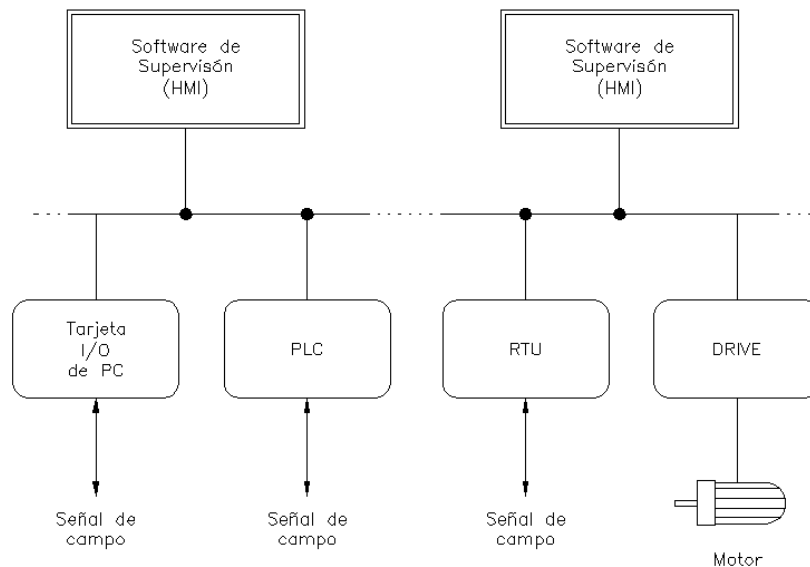 Software de
Supervisón
(HMI)
Software de
Supervisón
(HMI)
Tarjeta
I/O
de PC
PLC
RTU
DRIVE
Señal de
campo
Señal de
campo
Señal de
campo
Motor